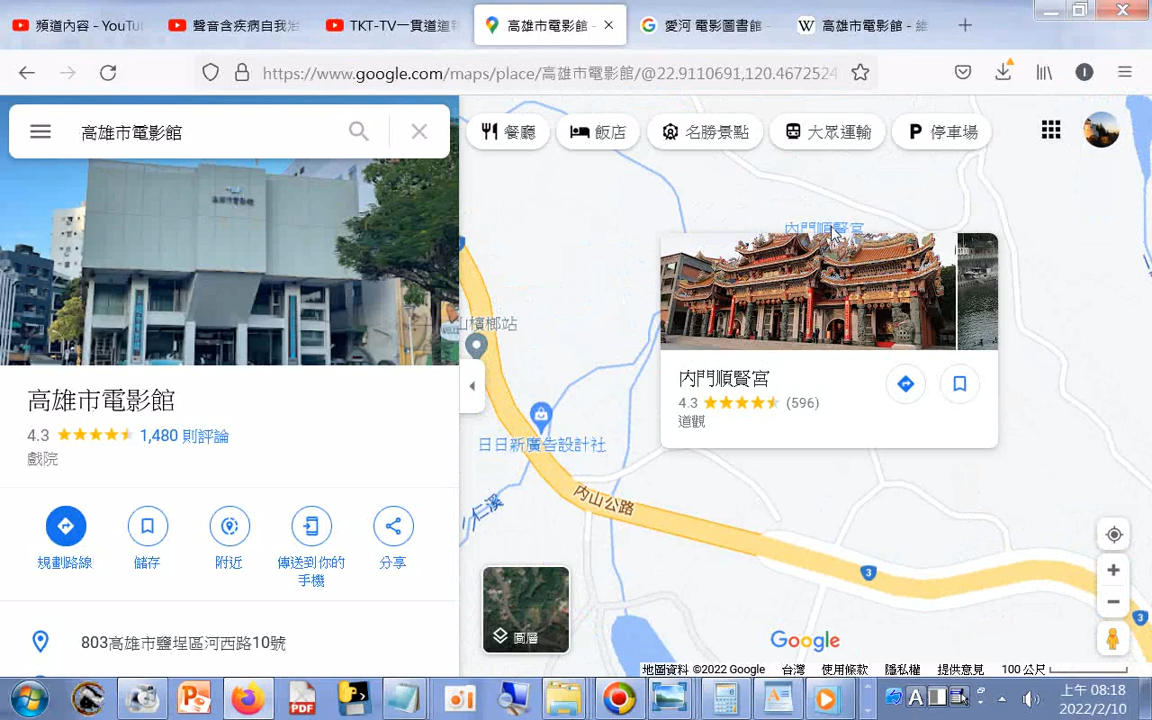 頻道內容 - YouTu
聲音含疾病自我治
TKT-TV一貫道道
高雄市電影館 -
愛河 電影圖書館 -
高雄市電影館 - 維
https://www.google.com/maps/place/高雄市電影館/@22.9110691,120.4672524
高雄市電影館
餐廳
飯店
名勝景點
大眾運輸
停車場
高雄市電影館
內門順賢宮
山檳榔站
內門順賢宮
4.3 (596)
道觀
高雄市電影館
4.3 1,480 則評論
戲院
日日新廣告設計社
內山公路
仁溪
3
3
規劃路線
儲存
附近
傳送到你的
手機
分享
圖層
803高雄市鹽埕區河西路10號
Google
地圖資料 ©2022 Google 台灣 使用條款 隱私權 提供意見 100 公尺
PDF
A
上午 08:18
2022/2/10